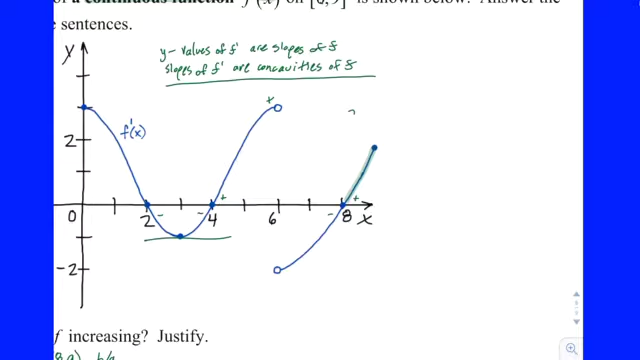 of a continuous function f'(x) on [0,9] is shown below. Answer the
e sentences.
y-values of f' are slopes of f
slopes of f' are concavities of f
Y
f'(x)
2
0
2
4
6
8
X
-2
+
-
-
+
-
+
f increasing? Justify.